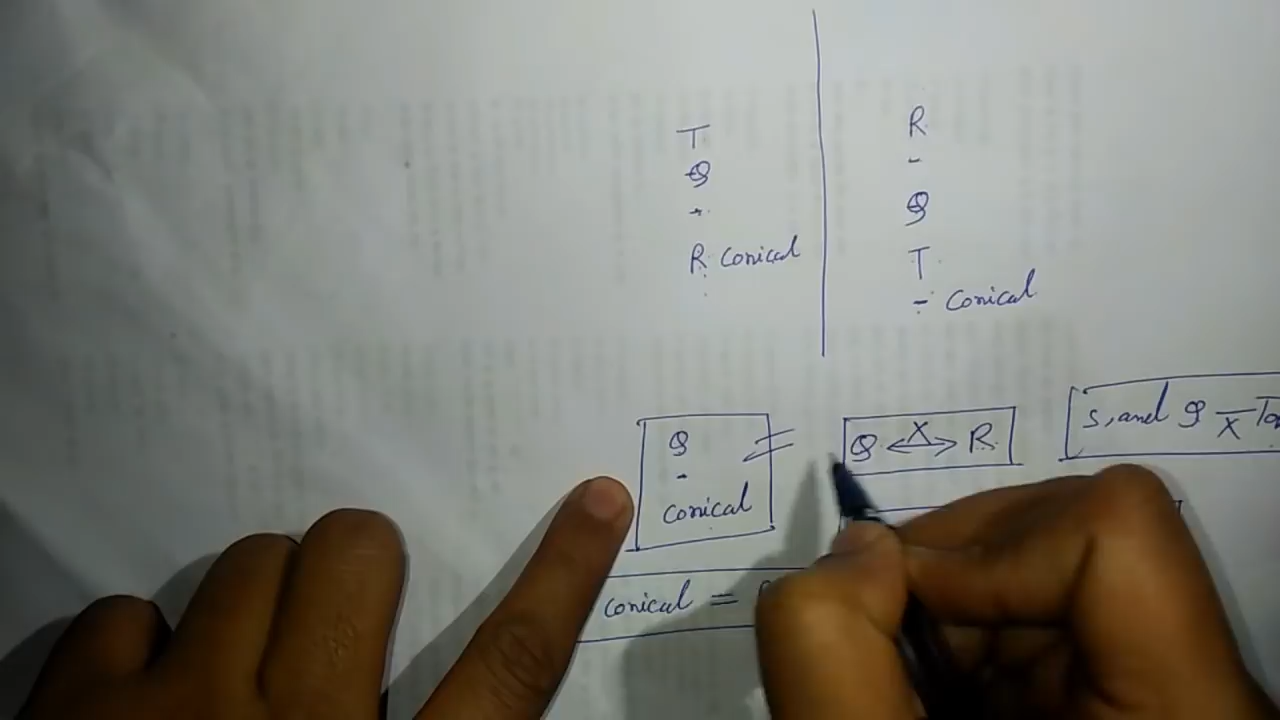 T
Q
-
R conical
R
-
Q
T
- conical
Q
-
conical
Q X R
S, and Q X
conical =